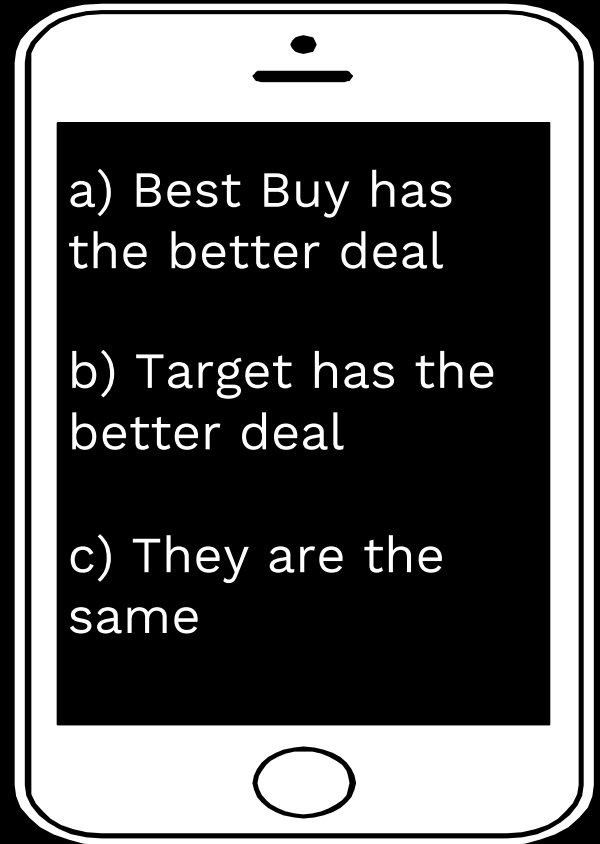 a) Best Buy has
the better deal
b) Target has the
better deal
c) They are the
same